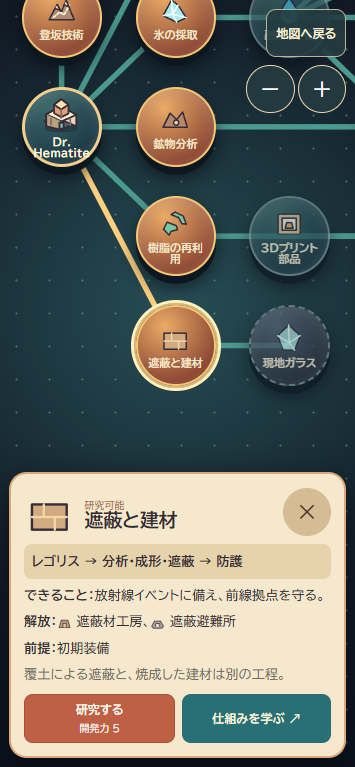 登坂技術
氷の採取
地図へ戻る
−
+
Dr.
Hematite
鉱物分析
樹脂の再利
用
3Dプリント
部品
遮蔽と建材
現地ガラス
研究可能
遮蔽と建材
×
レゴリス → 分析・成形・遮蔽 → 防護
できること：放射線イベントに備え、前線拠点を守る。
解放： 遮蔽材工房、 遮蔽避難所
前提：初期装備
覆土による遮蔽と、焼成した建材は別の工程。
研究する
開発力 5
仕組みを学ぶ ↗